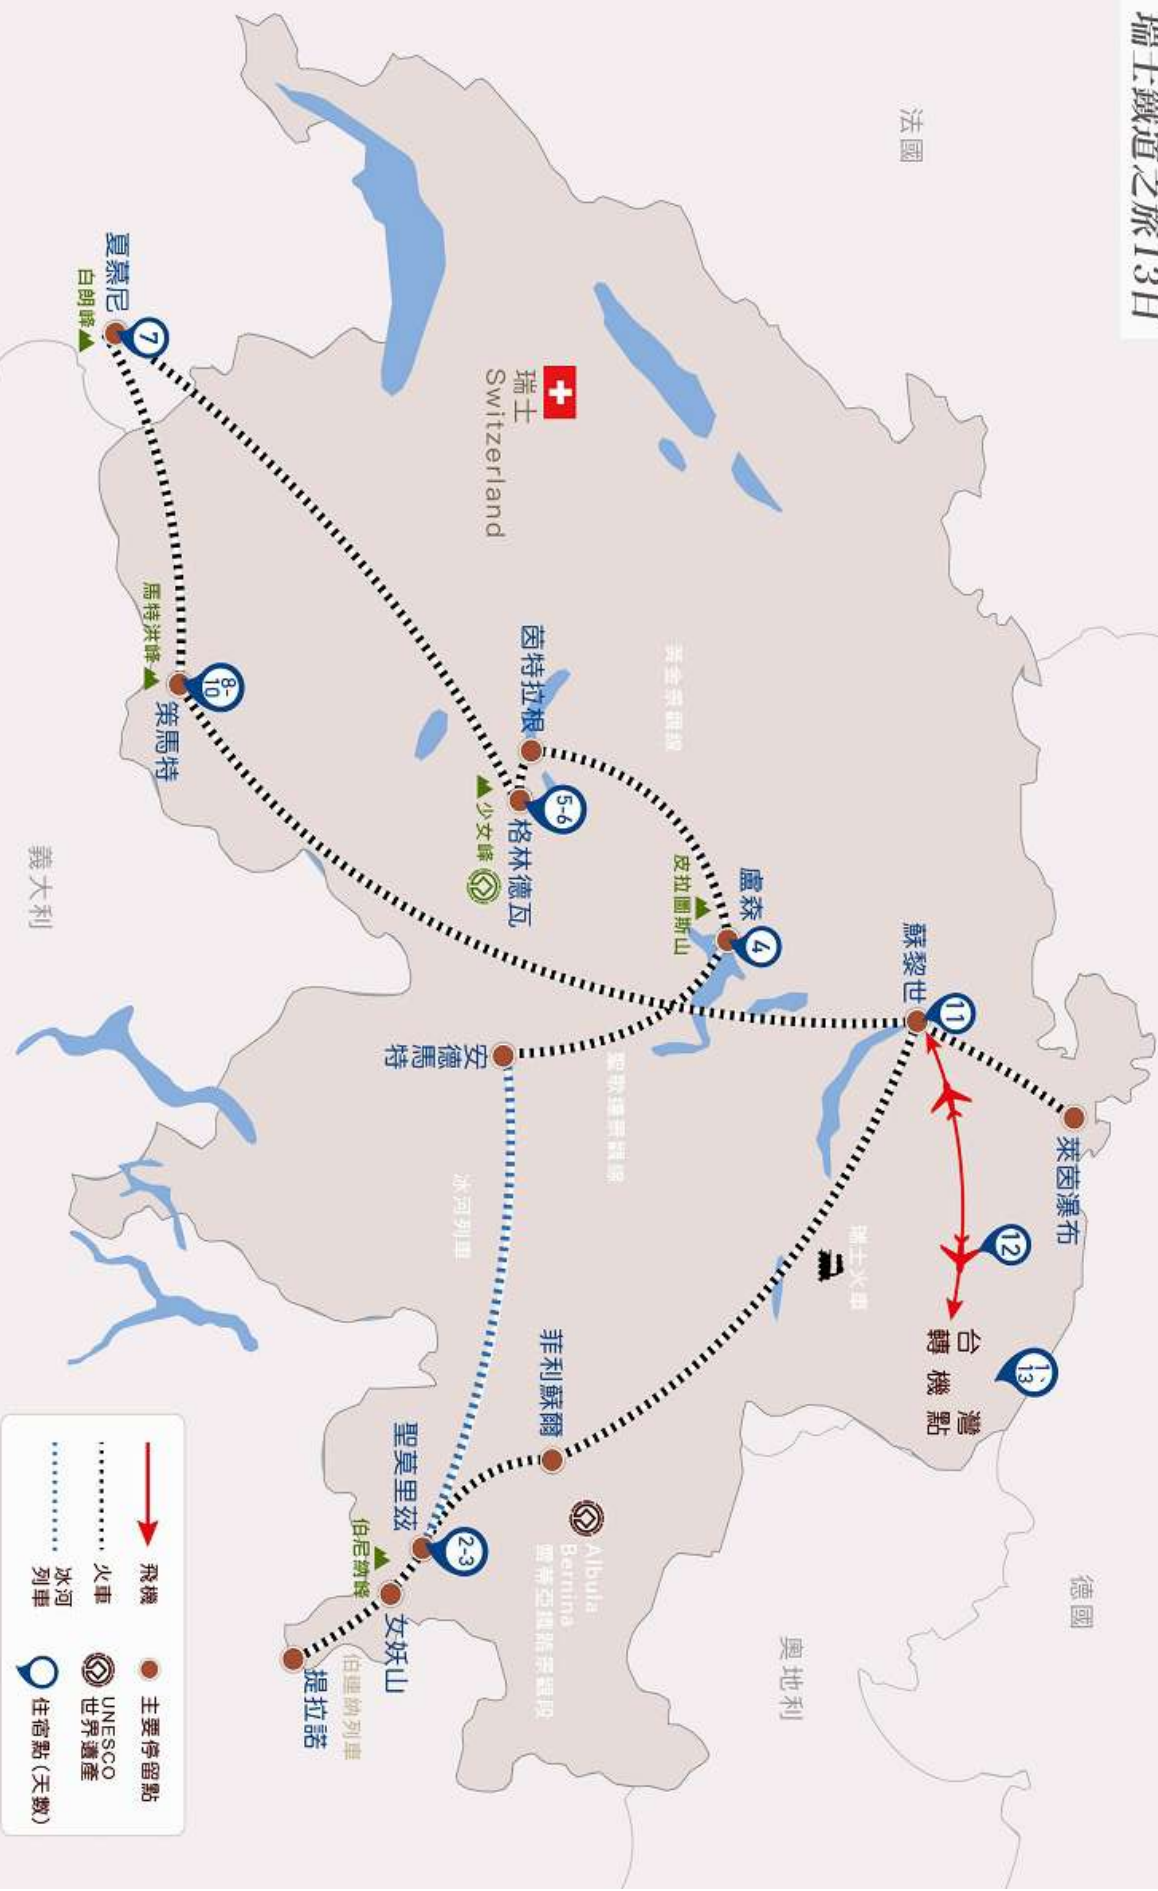 瑞士鐵道之旅13日
法國
德國
奧地利
義大利
瑞士
Switzerland
萊茵瀑布
蘇黎世
11
12
1、13
台灣
轉機點
瑞士火車
黃金景觀線
盧森
4
皮拉圖斯山
茵特拉根
5-6
格林德瓦
少女峰
聖歌達景觀線
安德馬特
冰河列車
菲利蘇爾
Albula
Bernina
雷蒂亞鐵路景觀段
聖莫里茲
2-3
伯尼納峰
女妖山
伯連納列車
提拉諾
夏慕尼
7
白朗峰
8-10
馬特洪峰
策馬特
飛機
火車
冰河
列車
主要停留點
UNESCO
世界遺產
住宿點(天數)